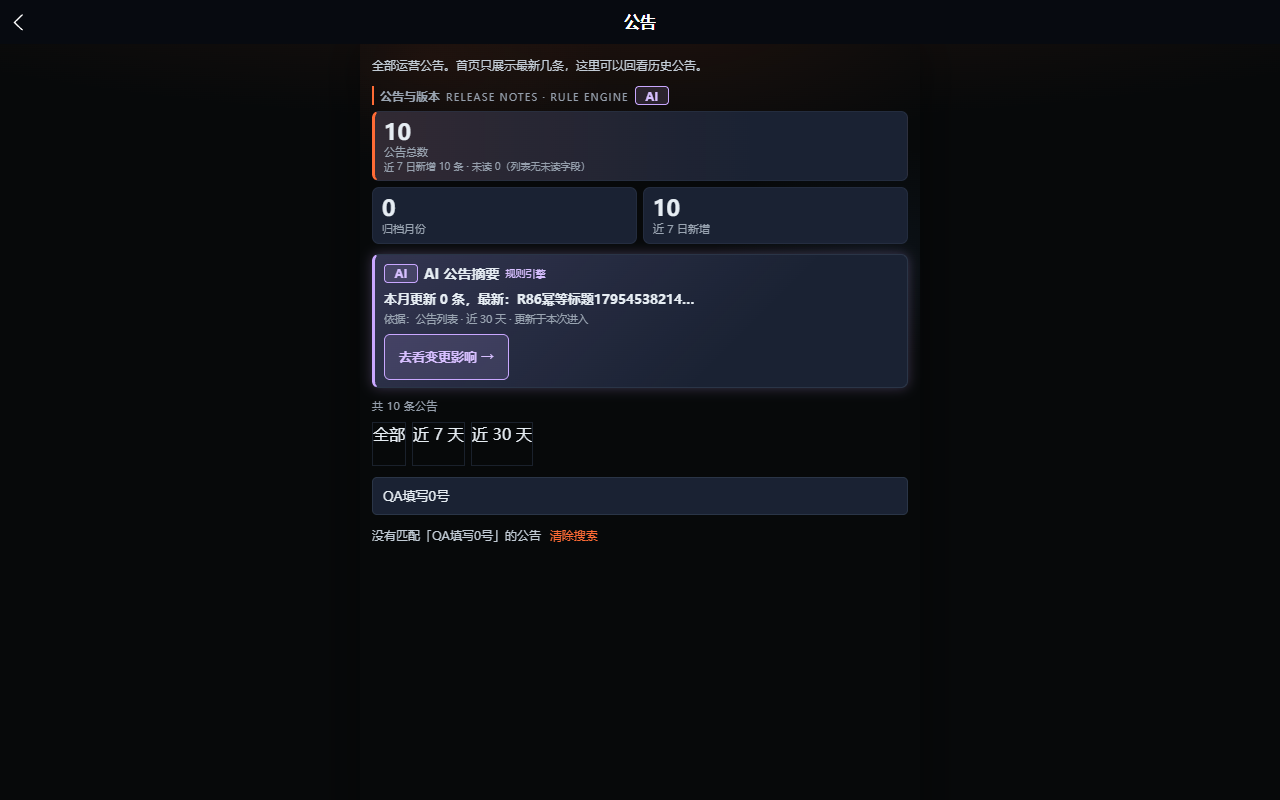 公告
全部运营公告。首页只展示最新几条，这里可以回看历史公告。
公告与版本 RELEASE NOTES · RULE ENGINE AI
10
公告总数
近 7 日新增 10 条 · 未读 0（列表无未读字段）
0
归档月份
10
近 7 日新增
AI AI 公告摘要 规则引擎
本月更新 0 条，最新：R86幂等标题17954538214…
依据：公告列表 · 近 30 天 · 更新于本次进入
去看变更影响 →
共 10 条公告
全部 近 7 天 近 30 天
QA填写0号
没有匹配「QA填写0号」的公告 清除搜索